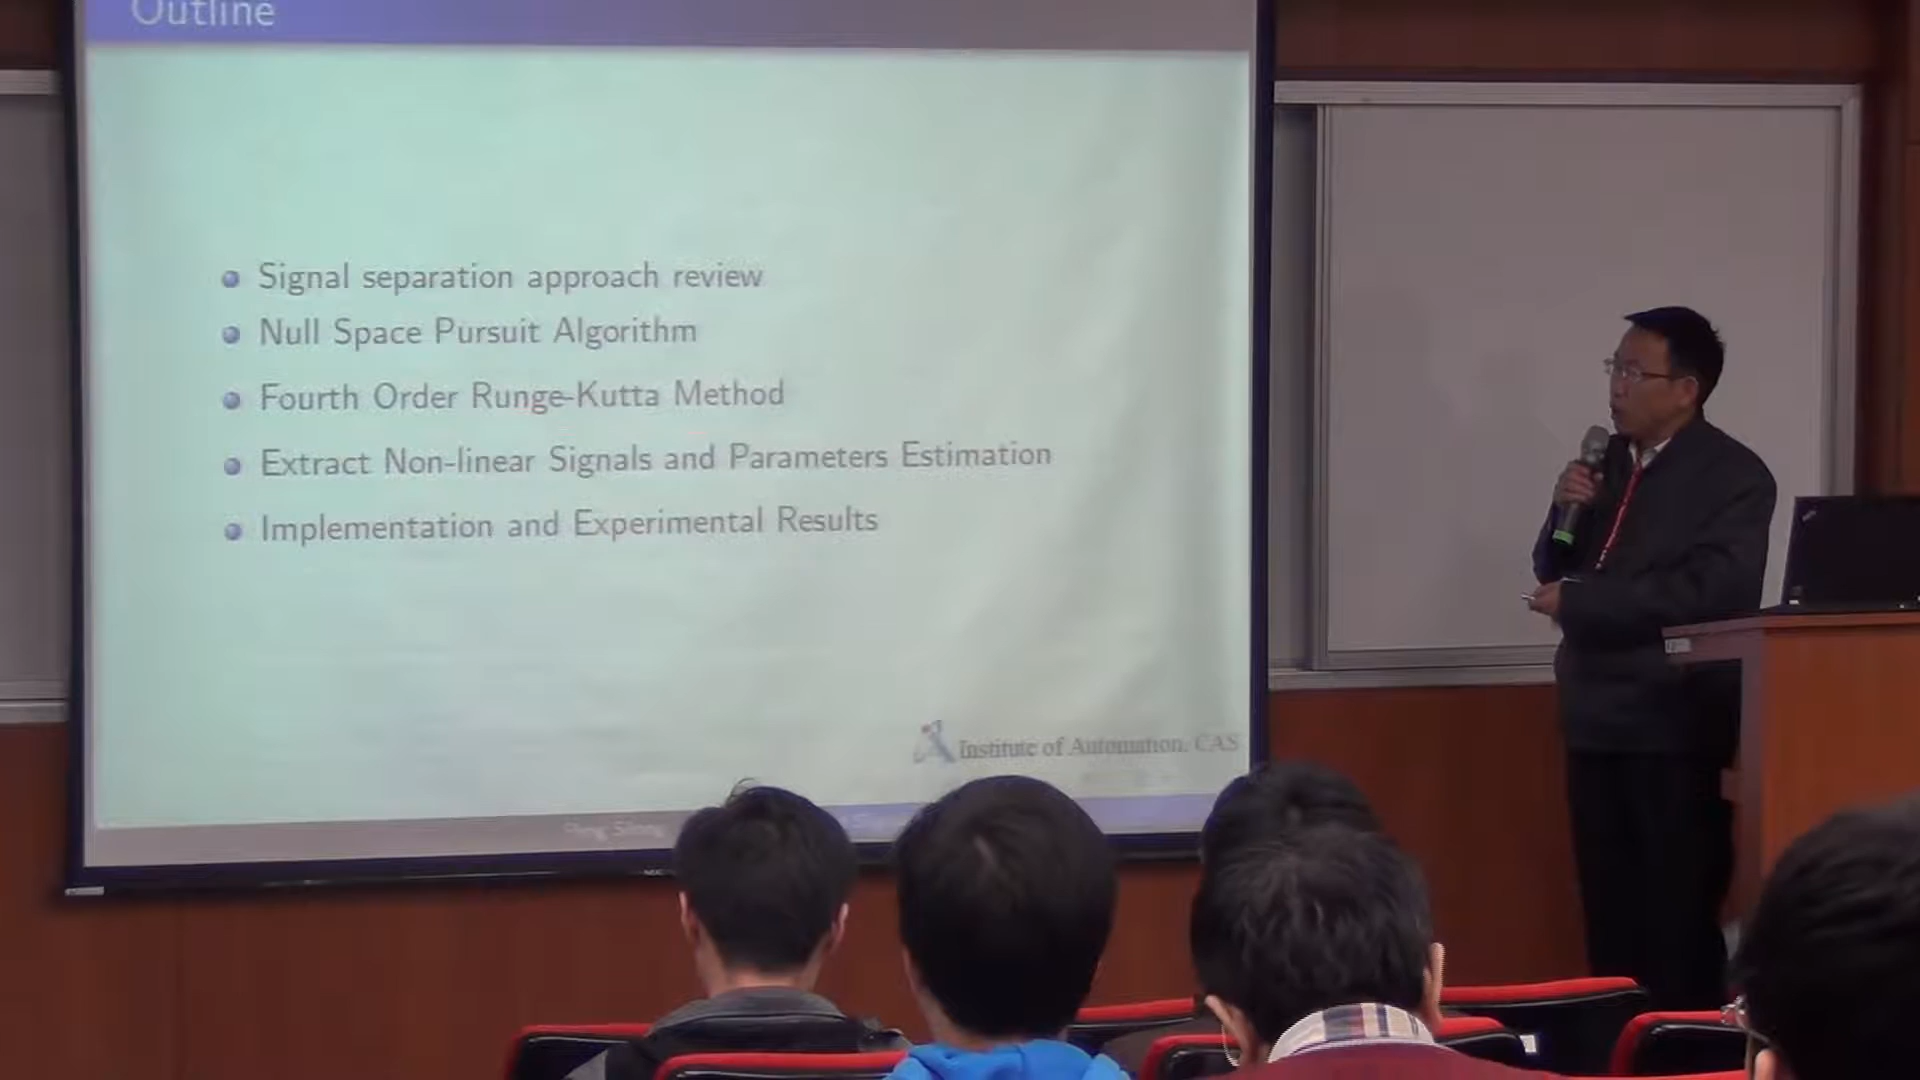 Outline
Signal separation approach review
Null Space Pursuit Algorithm
Fourth Order Runge-Kutta Method
Extract Non-linear Signals and Parameters Estimation
Implementation and Experimental Results
Institute of Automation, CAS